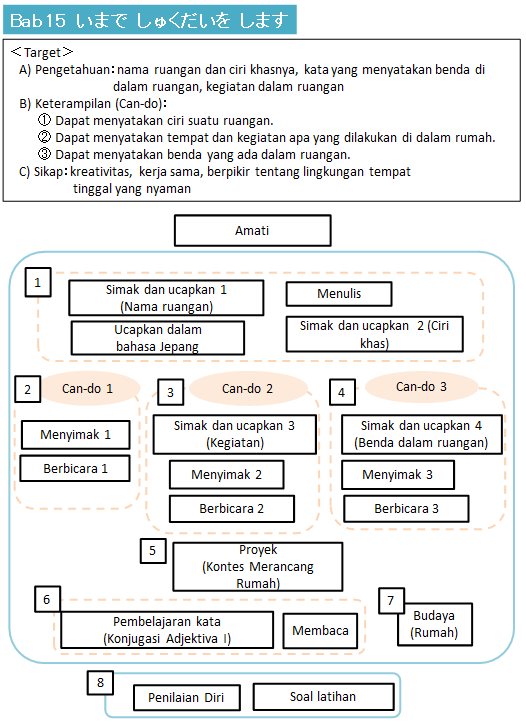 Bab 15 いまで しゅくだいを します
＜Target＞
A) Pengetahuan：nama ruangan dan ciri khasnya, kata yang menyatakan benda di
dalam ruangan, kegiatan dalam ruangan
B) Keterampilan (Can-do)：
① Dapat menyatakan ciri suatu ruangan.
② Dapat menyatakan tempat dan kegiatan apa yang dilakukan di dalam rumah.
③ Dapat menyatakan benda yang ada dalam ruangan.
C) Sikap：kreativitas, kerja sama, berpikir tentang lingkungan tempat
tinggal yang nyaman
Amati
1
Simak dan ucapkan 1
(Nama ruangan)
Menulis
Ucapkan dalam
bahasa Jepang
Simak dan ucapkan 2 (Ciri
khas)
2
Can-do 1
Menyimak 1
Berbicara 1
3
Can-do 2
Simak dan ucapkan 3
(Kegiatan)
Menyimak 2
Berbicara 2
4
Can-do 3
Simak dan ucapkan 4
(Benda dalam ruangan)
Menyimak 3
Berbicara 3
5
Proyek
(Kontes Merancang
Rumah)
6
Pembelajaran kata
(Konjugasi Adjektiva I)
Membaca
7
Budaya
(Rumah)
8
Penilaian Diri
Soal latihan